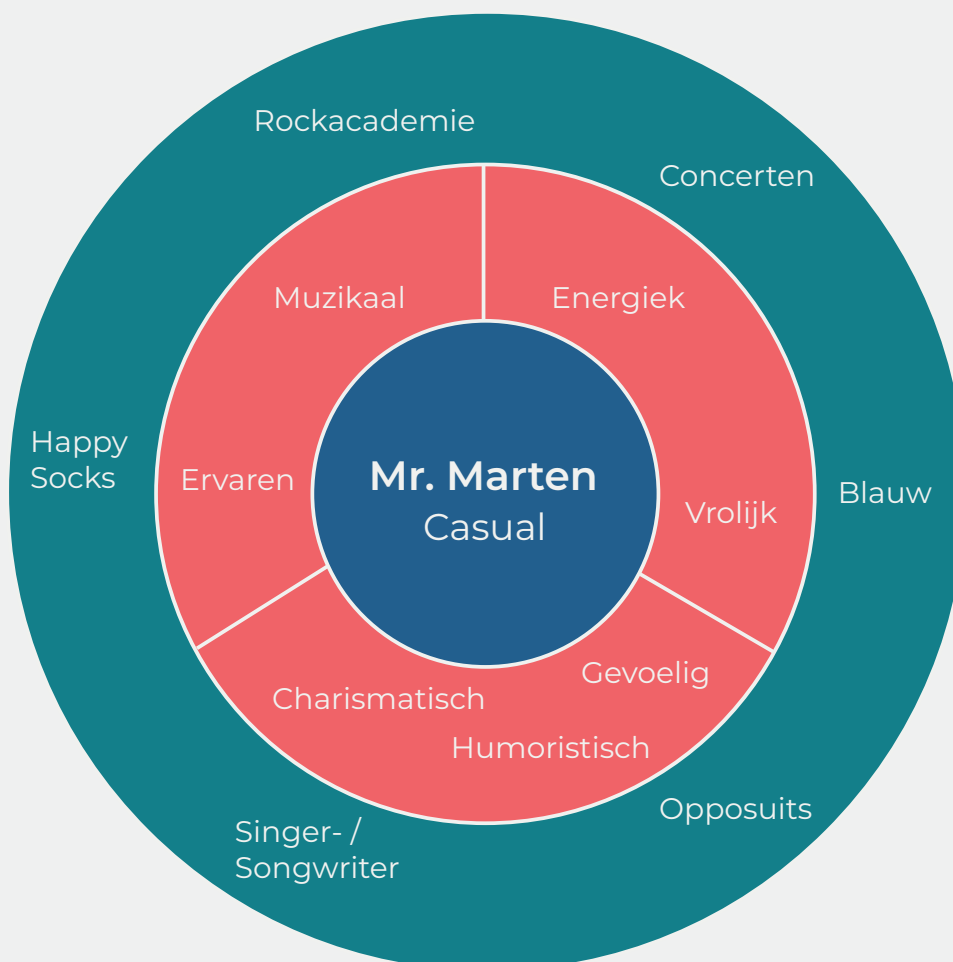 Rockacademie
Concerten
Muzikaal
Energiek
Happy
Socks
Ervaren
Mr. Marten
Casual
Vrolijk
Blauw
Gevoelig
Charismatisch
Humoristisch
Opposuits
Singer- /
Songwriter